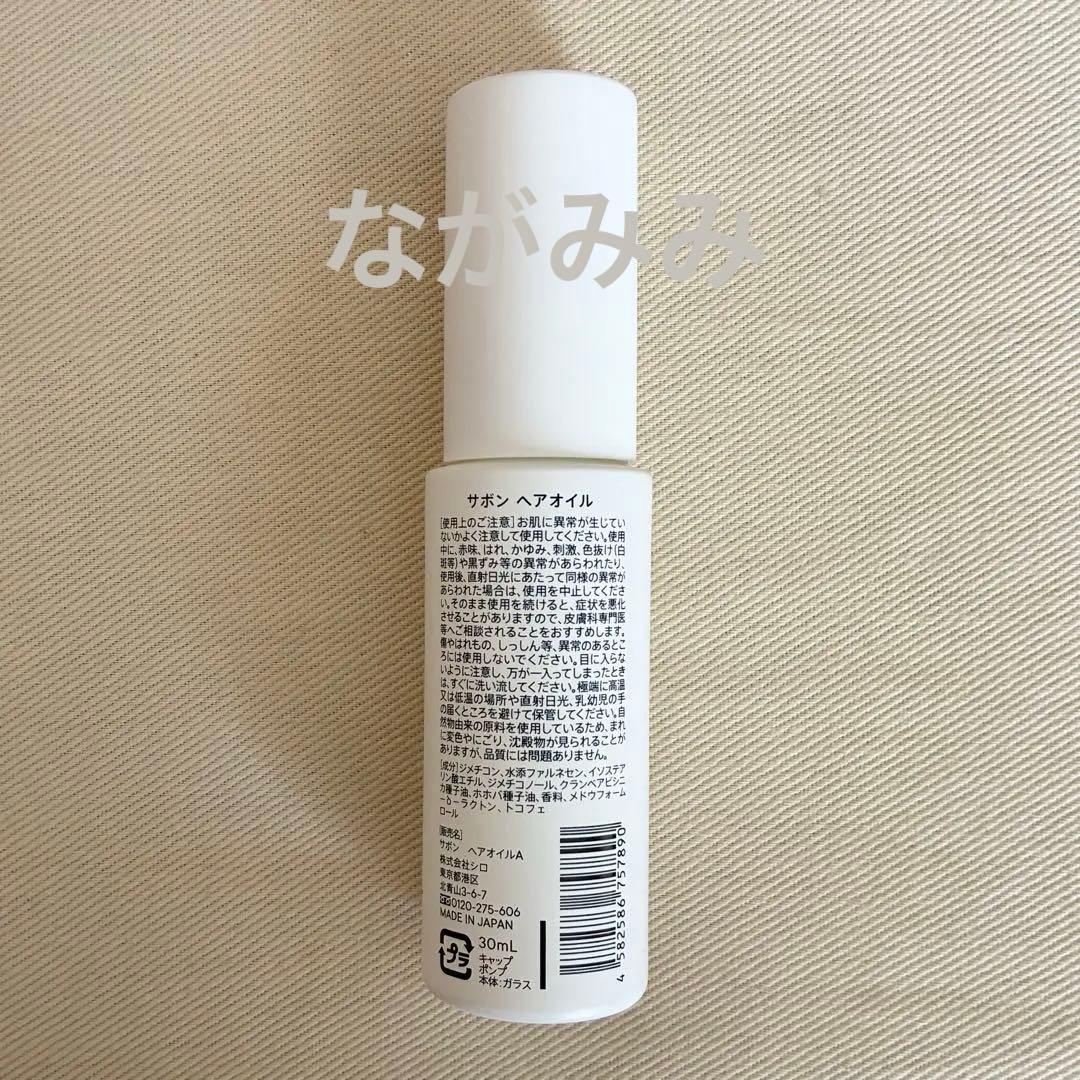 ながみみ
サボン ヘアオイル
[使用上のご注意]お肌に異常が生じてい
ないかよく注意して使用してください。使用
中に、赤味、はれ、かゆみ、刺激、色抜け(白
斑等)や黒ずみ等の異常があらわれたり、
使用後、直射日光にあたって同様の異常が
あらわれた場合は、使用を中止してくださ
い。そのまま使用を続けると、症状を悪化
させることがありますので、皮膚科専門医
等へご相談されることをおすすめします。
傷やはれもの、しっしん等、異常のあるとこ
ろには使用しないでください。目に入らな
いように注意し、万が一入ってしまったとき
は、すぐに洗い流してください。極端に高温
又は低温の場所や直射日光、乳幼児の手
の届くところを避けて保管してください。自
然物由来の原料を使用しているため、まれ
に変色やにごり、沈殿物が見られることが
ありますが、品質には問題ありません。
[成分]ジメチコン、水添ファルネセン、イソステア
リン酸エチル、ジメチコノール、クランベアビシニ
カ種子油、ホホバ種子油、香料、メドウフォーム
-b-ラクトン、トコフェ
ロール
[販売名]
サボン ヘアオイルA
株式会社シロ
東京都港区
北青山3-6-7
0120-275-606
MADE IN JAPAN
プラ
30mL
キャップ
ポンプ
本体:ガラス
4 582586 757890